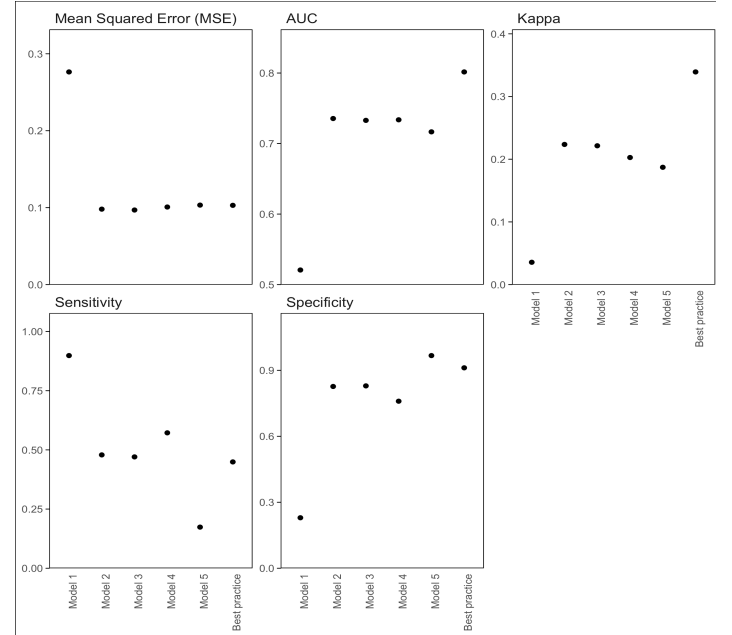 Mean Squared Error (MSE)
0.3
0.2
0.1
0.0
AUC
0.8
0.7
0.6
0.5
Kappa
0.4
0.3
0.2
0.1
0.0
Model 1
Model 2
Model 3
Model 4
Model 5
Best practice
Sensitivity
1.00
0.75
0.50
0.25
0.00
Model 1
Model 2
Model 3
Model 4
Model 5
Best practice
Specificity
0.9
0.6
0.3
0.0
Model 1
Model 2
Model 3
Model 4
Model 5
Best practice